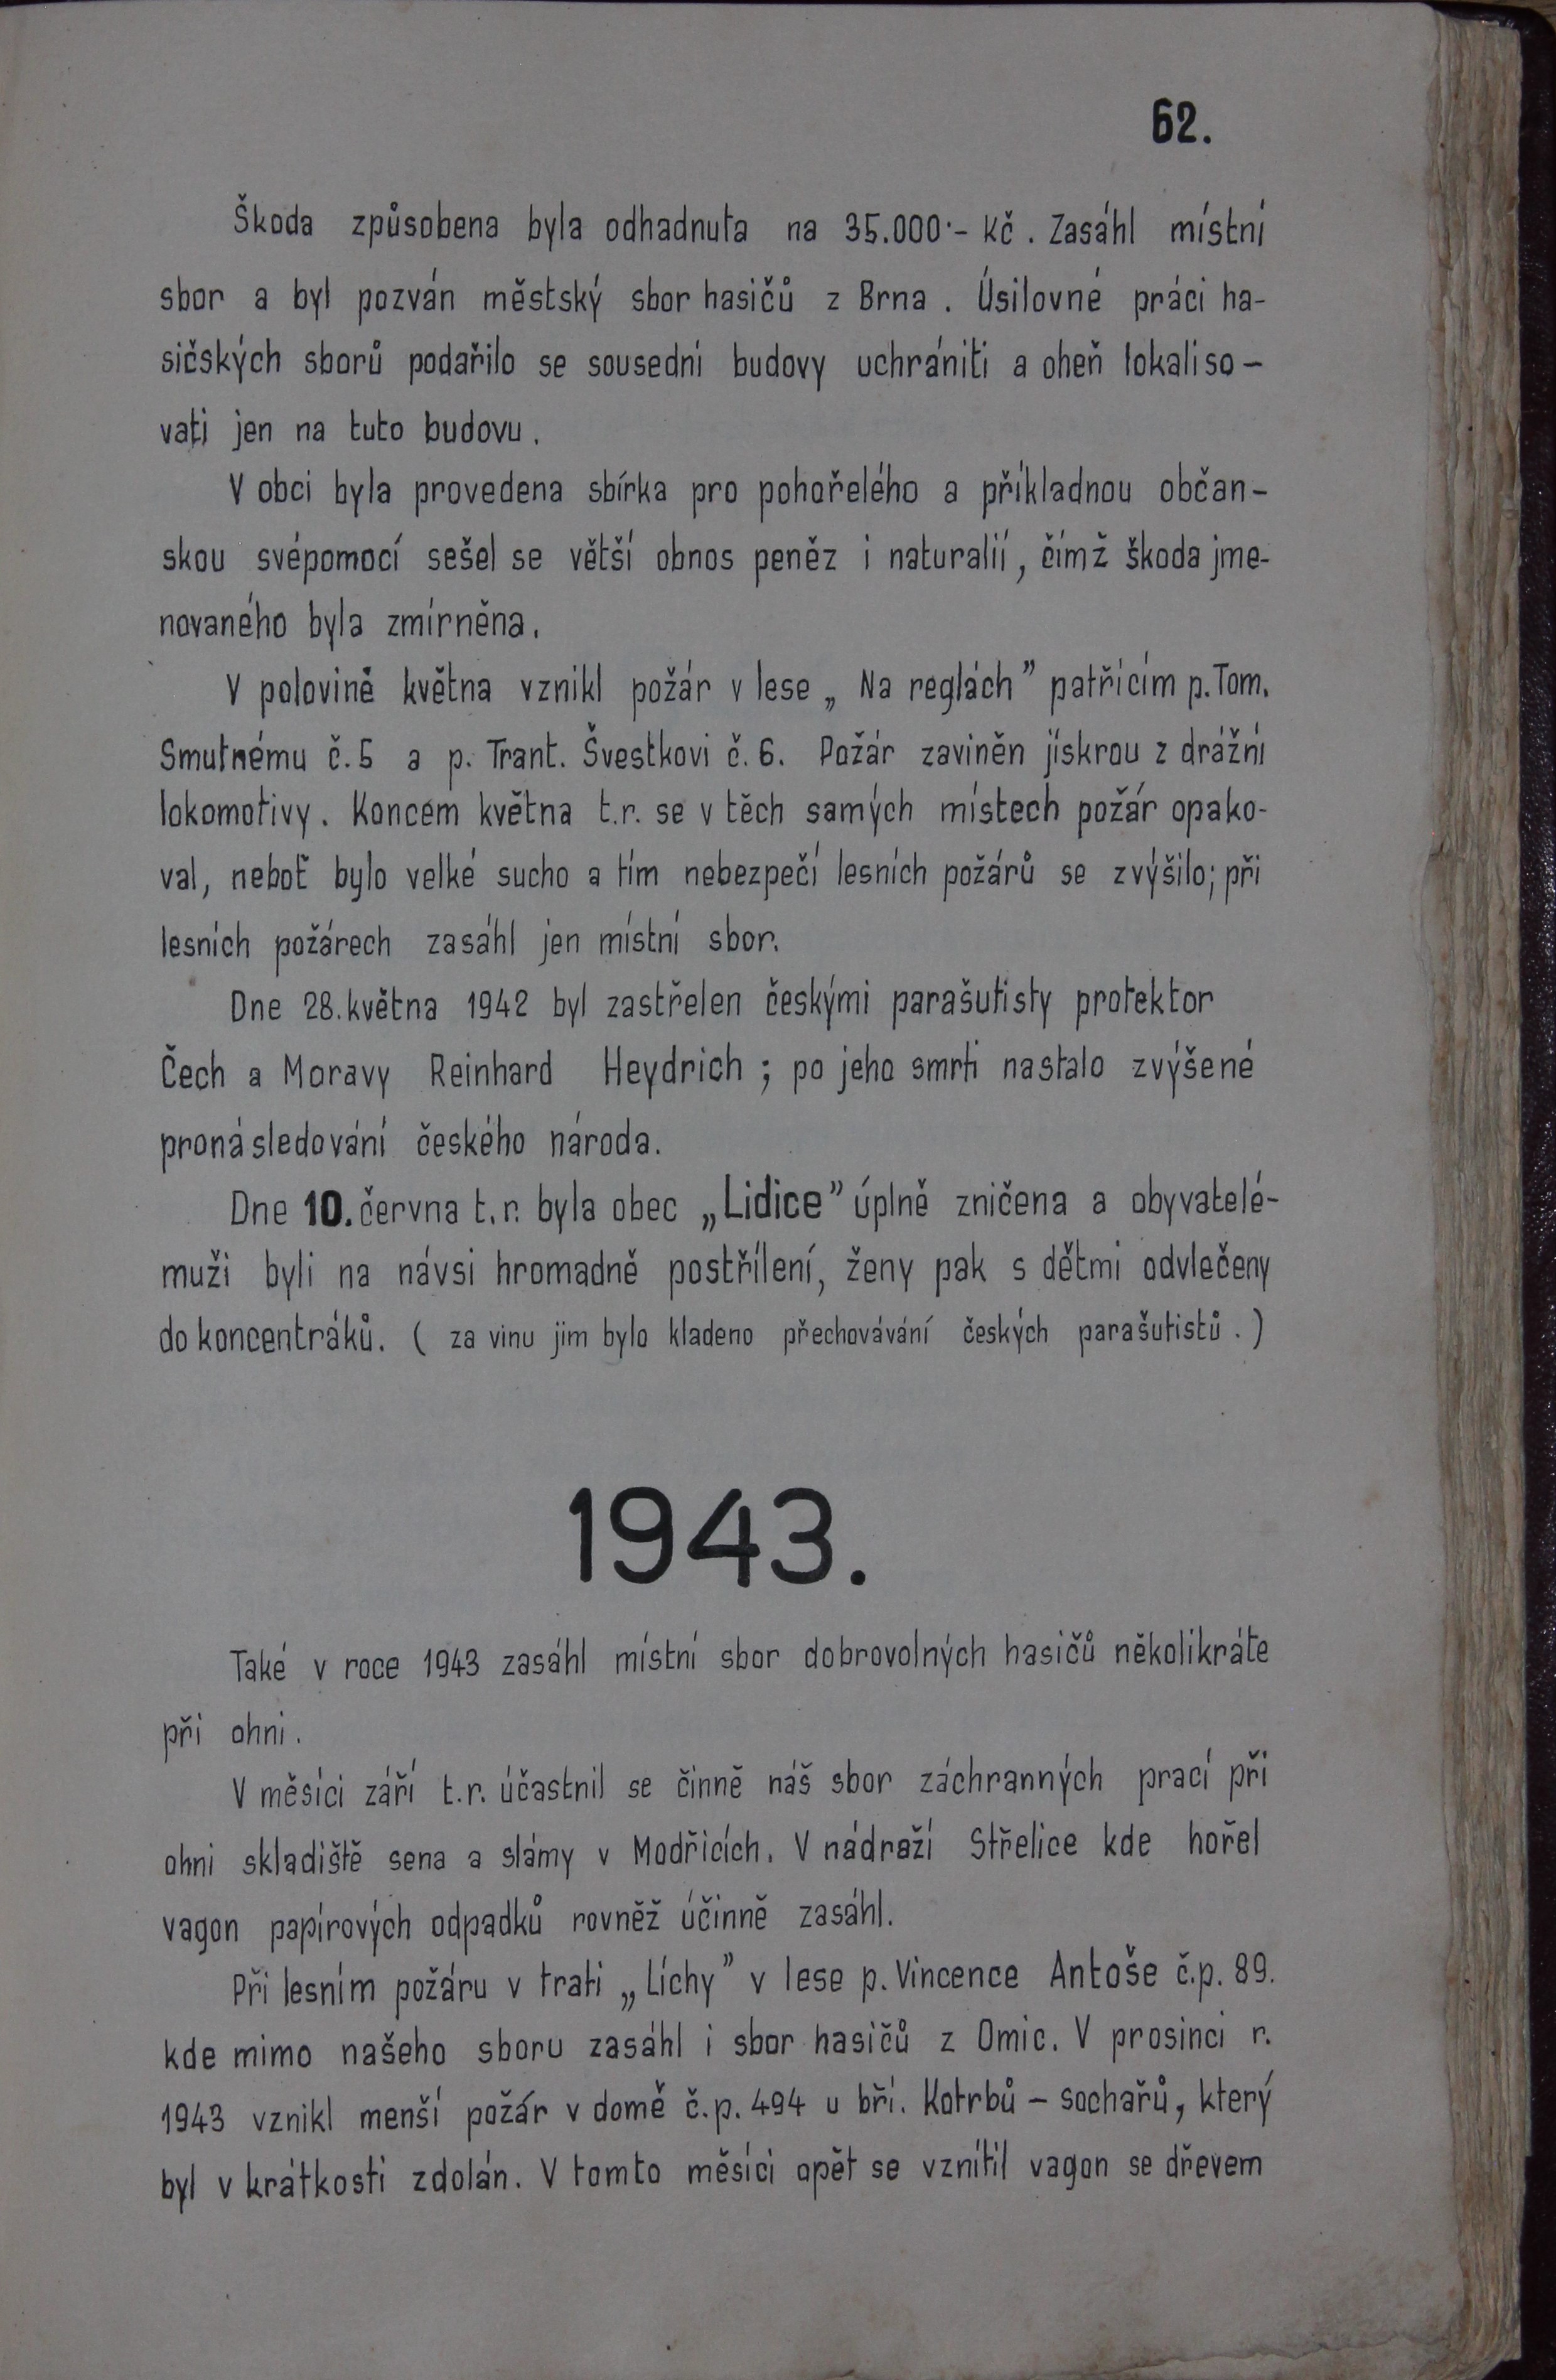 62.
Škoda způsobena byla odhadnuta na 35.000·- Kč. Zasáhl místní
sbor a byl pozván městský sbor hasičů z Brna. Úsilovné práci ha-
sičských sborů podařilo se sousední budovy uchrániti a oheň lokaliso-
vati jen na tuto budovu.
V obci byla provedena sbírka pro pohořelého a příkladnou občan-
skou svépomocí sešel se větší obnos peněz i naturalií, čímž škoda jme-
novaného byla zmírněna.
V polovině května vznikl požár v lese „Na reglách" patřícím p. Tom.
Smutnému č. 5 a p. Trant. Švestkovi č. 6. Požár zaviněn jískrou z drážní
lokomotivy. Koncem května t.r. se v těch samých místech požár opako-
val, neboť bylo velké sucho a tím nebezpečí lesních požárů se zvýšilo; při
lesních požárech zasáhl jen místní sbor.
Dne 28. května 1942 byl zastřelen českými parašutisty protektor
Čech a Moravy Reinhard Heydrich; po jeho smrti nastalo zvýšené
pronásledování českého národa.
Dne 10. června t. r. byla obec „Lidice" úplně zničena a obyvatelé-
muži byli na návsi hromadně postřílení, ženy pak s dětmi odvlečeny
do koncentráků. ( za vinu jim bylo kladeno přechovávání českých parašutistů. )
1943.
Také v roce 1943 zasáhl místní sbor dobrovolných hasičů několikráte
při ohni.
V měsíci září t.r. účastnil se činně náš sbor záchranných prací při
ohni skladiště sena a slámy v Modřicích. V nádraží Střelice kde hořel
vagon papírových odpadků rovněž účinně zasáhl.
Při lesním požáru v trati „Líchy" v lese p. Vincence Antoše č.p. 89.
kde mimo našeho sboru zasáhl i sbor hasičů z Omic. V prosinci r.
1943 vznikl menší požár v domě č.p. 494 u bří. Kotrbů – sochařů, který
byl v krátkosti zdolán. V tomto měsíci opět se vznítil vagon se dřevem